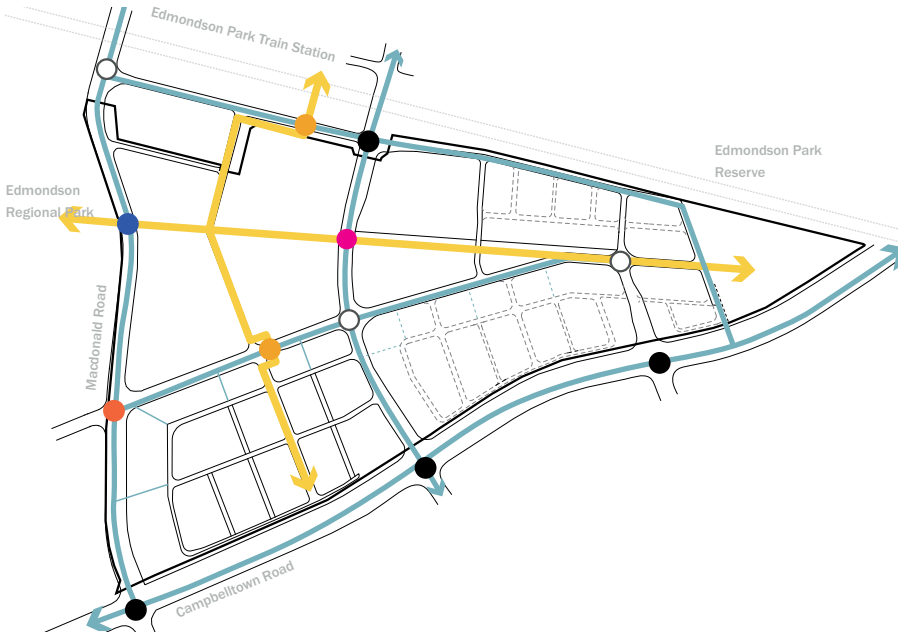 Edmondson Park Train Station
Edmondson Park
Reserve
Edmondson
Regional Park
Macdonald Road
Campbelltown Road